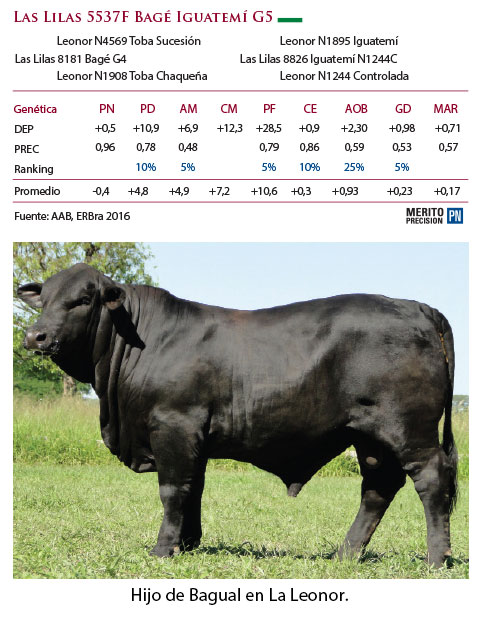 Las Lilas 5537F Bagé Iguatemí G5
Leonor N4569 Toba Sucesión Leonor N1895 Iguatemí
Las Lilas 8181 Bagé G4 Las Lilas 8826 Iguatemí N1244C
Leonor N1908 Toba Chaqueña Leonor N1244 Controlada
Genética PN PD AM CM PF CE AOB GD MAR
DEP +0,5 +10,9 +6,9 +12,3 +28,5 +0,9 +2,30 +0,98 +0,71
PREC 0,96 0,78 0,48 0,79 0,86 0,59 0,53 0,57
Ranking 10% 5% 5% 10% 25% 5%
Promedio -0,4 +4,8 +4,9 +7,2 +10,6 +0,3 +0,93 +0,23 +0,17
Fuente: AAB, ERBra 2016 MERITO PN
PRECISION
Hijo de Bagual en La Leonor.